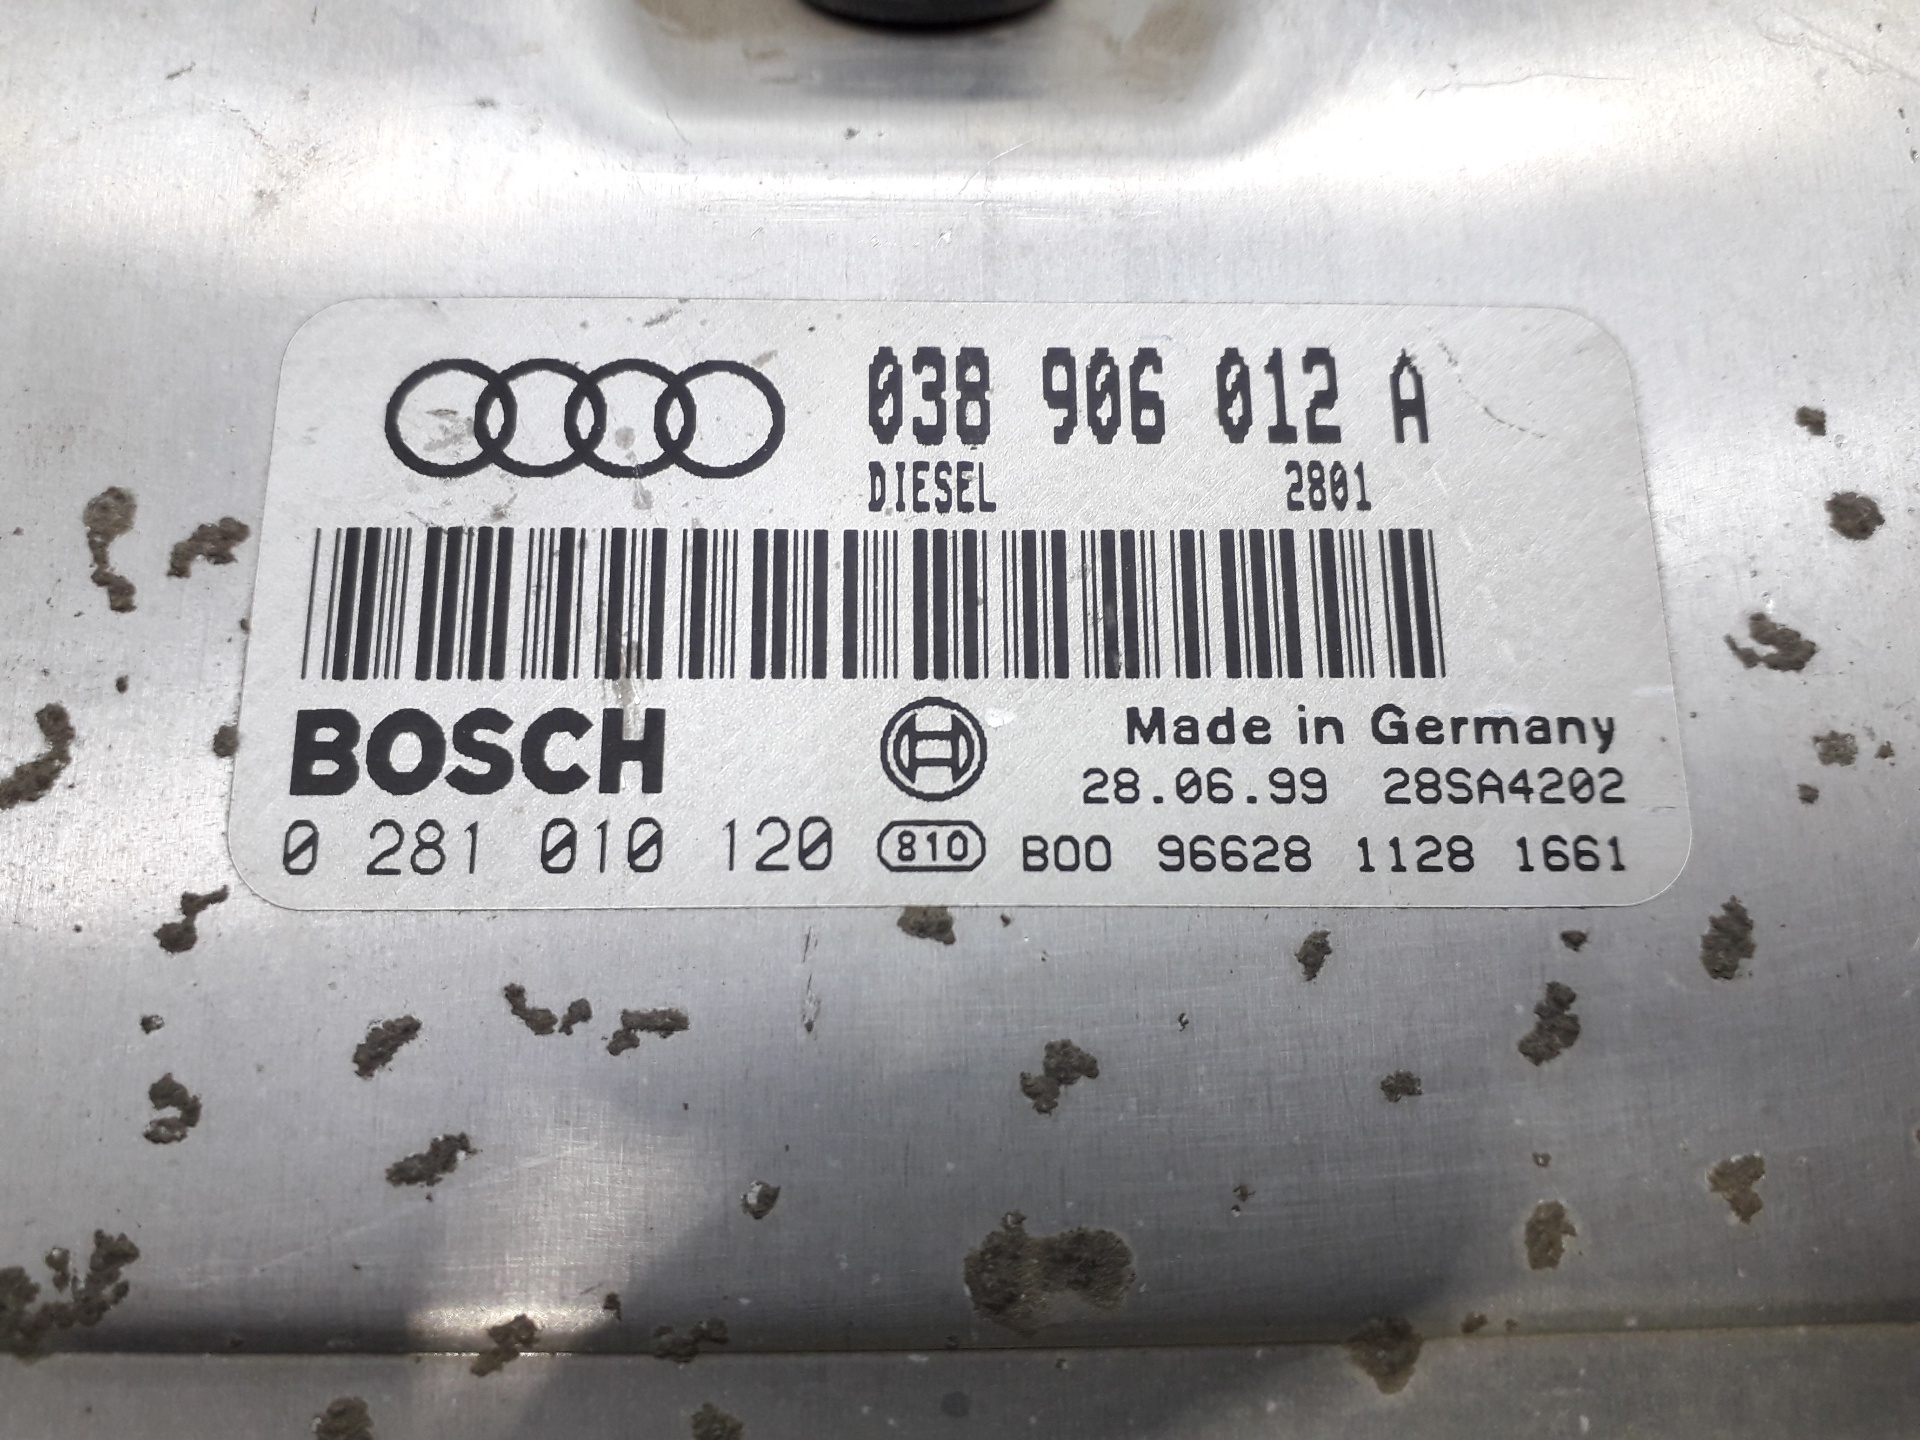 038 906 012 A
DIESEL 2801
BOSCH
Made in Germany
28.06.99 28SA4202
0 281 010 120 810 B00 96628 1128 1661